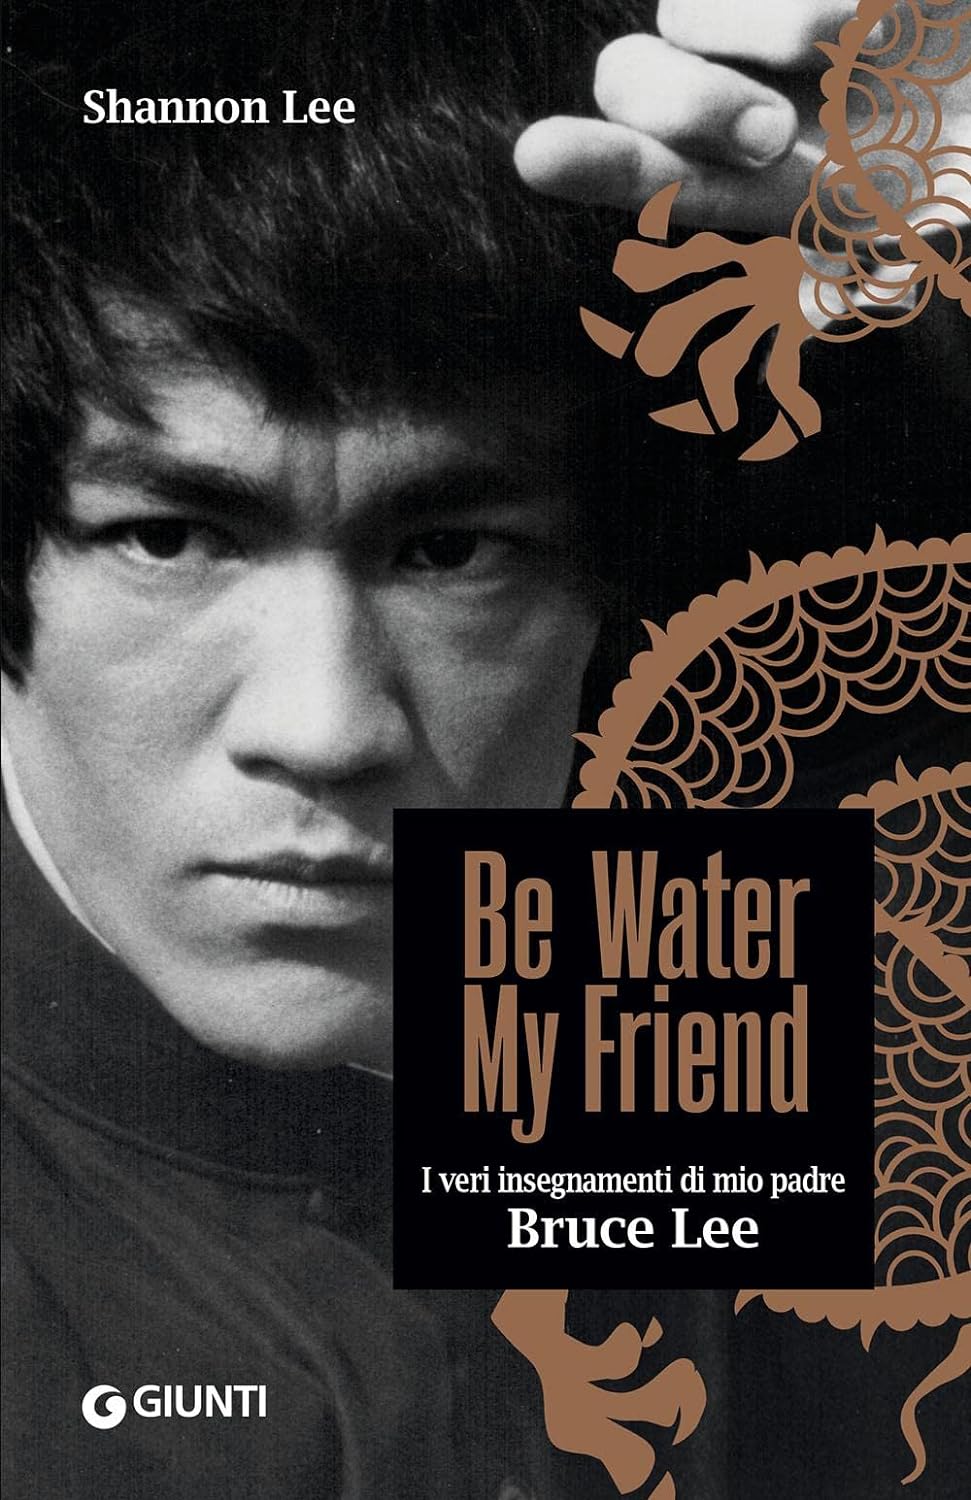 Shannon Lee
Be Water
My Friend
I veri insegnamenti di mio padre
Bruce Lee
GIUNTI